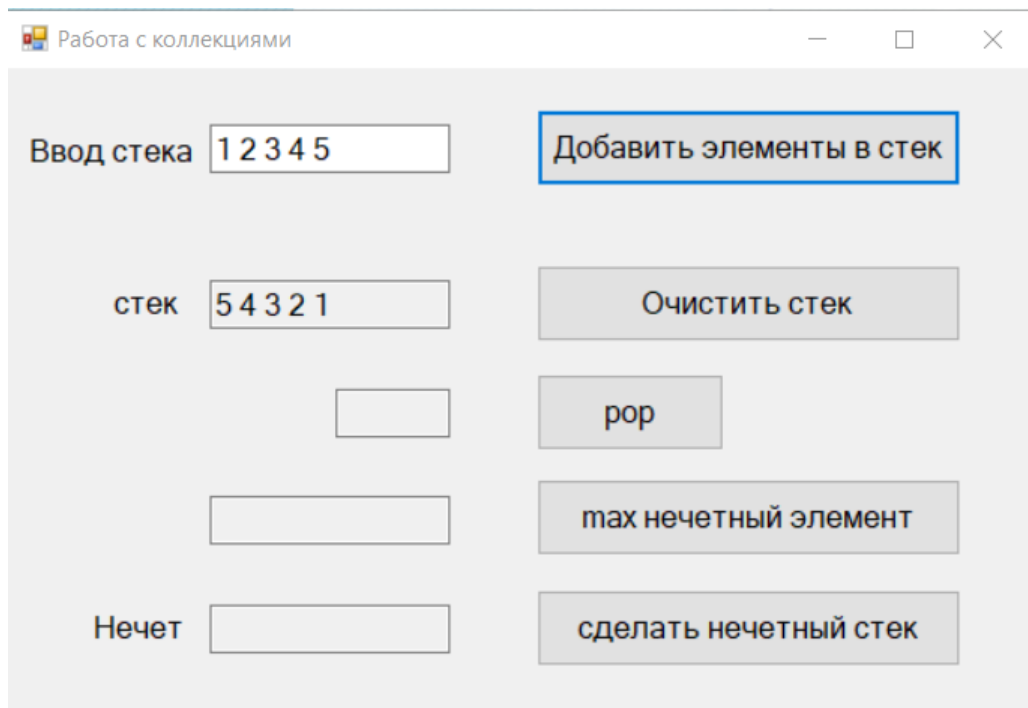 Работа с коллекциями
Ввод стека 1 2 3 4 5 Добавить элементы в стек
стек 5 4 3 2 1 Очистить стек
pop
max нечетный элемент
Нечет сделать нечетный стек